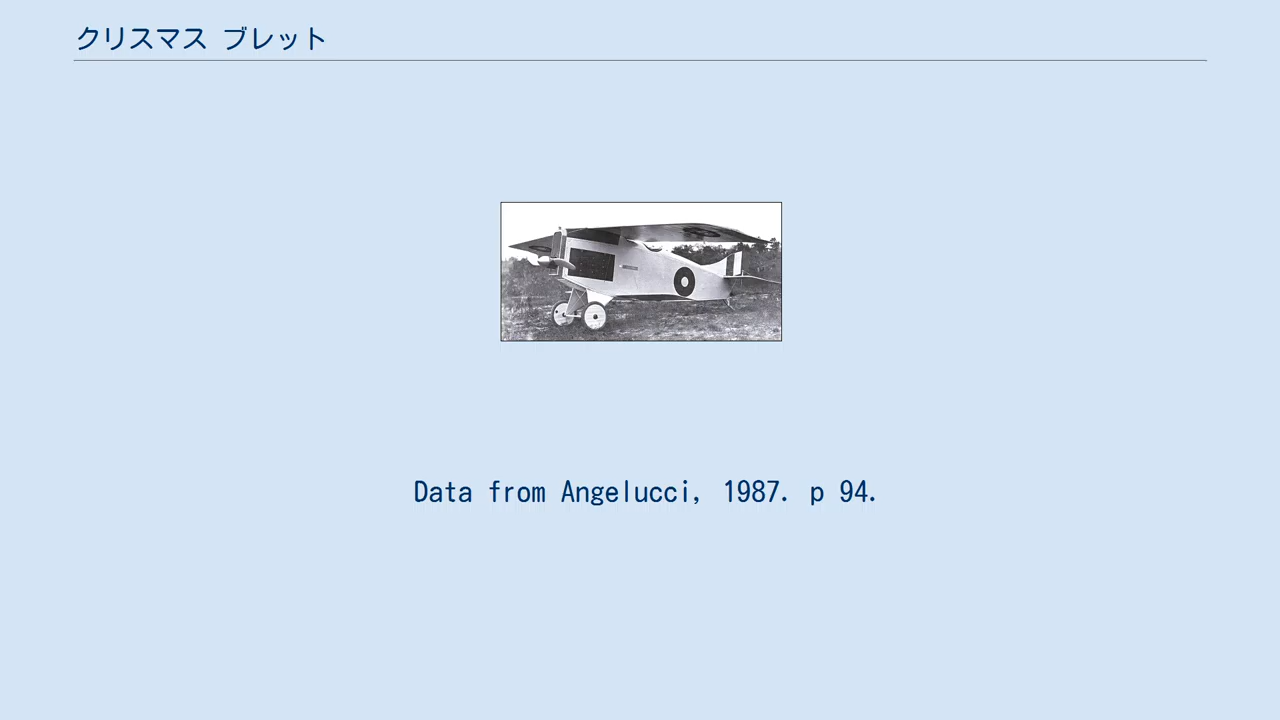 クリスマス ブレット
Data from Angelucci, 1987. p 94.